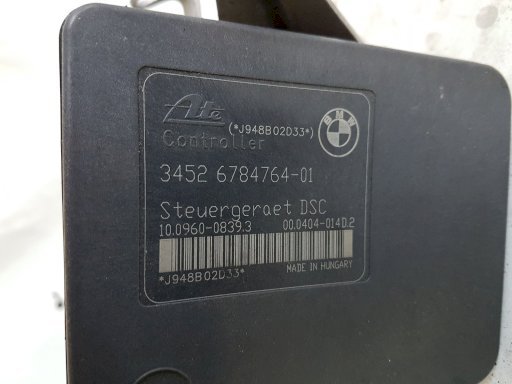 Ate (*J948B02D33*) BMW
Controller
3452 6784764-01
Steuergeraet DSC
10.0960-0839.3 00.0404-014D.2
*J948B02D33* MADE IN HUNGARY